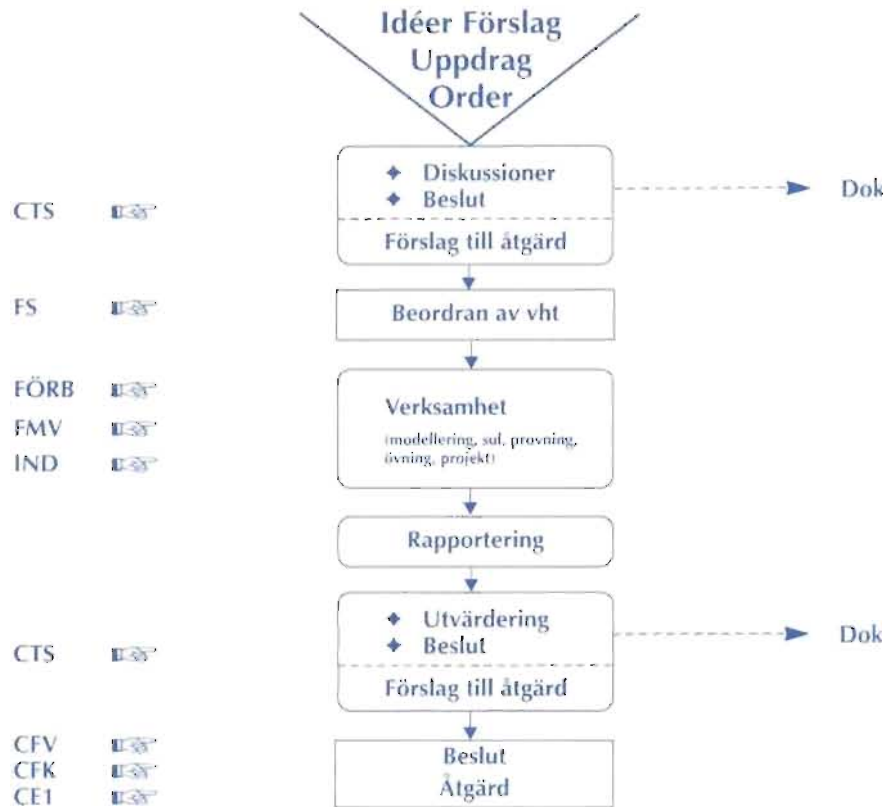 Idéer Förslag
Uppdrag
Order
◆ Diskussioner
◆ Beslut
Dok
CTS
Förslag till åtgärd
FS
Beordran av vht
FÖRB
FMV
IND
Verksamhet
(modellering, sul, provning,
övning, projekt)
Rapportering
◆ Utvärdering
◆ Beslut
Dok
CTS
Förslag till åtgärd
CFV
CFK
CE1
Beslut
Åtgärd